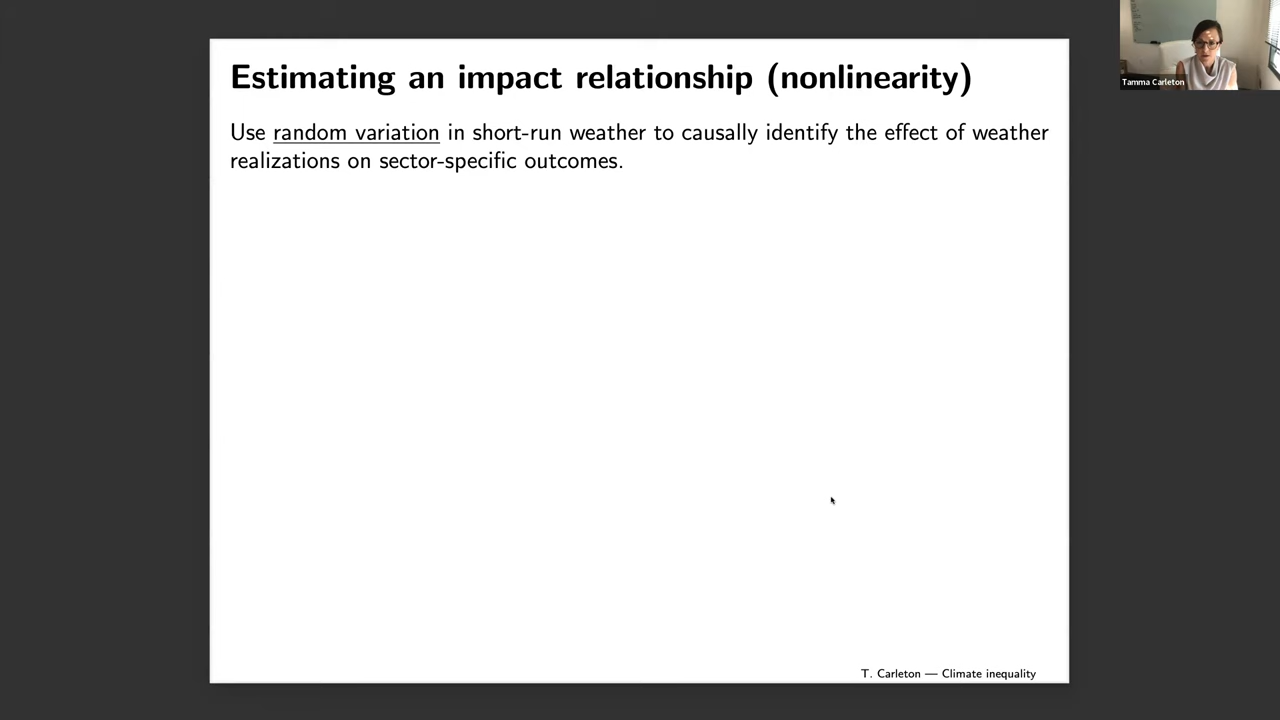 Estimating an impact relationship (nonlinearity)
Use random variation in short-run weather to causally identify the effect of weather
realizations on sector-specific outcomes.
T. Carleton — Climate inequality
Tamma Carleton